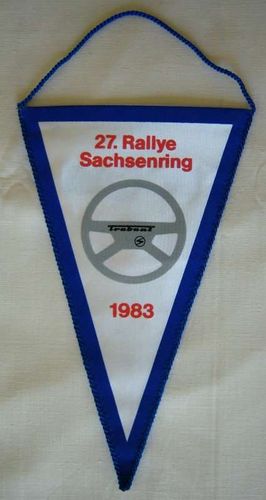 27. Rallye
Sachsenring
Trabant
1983